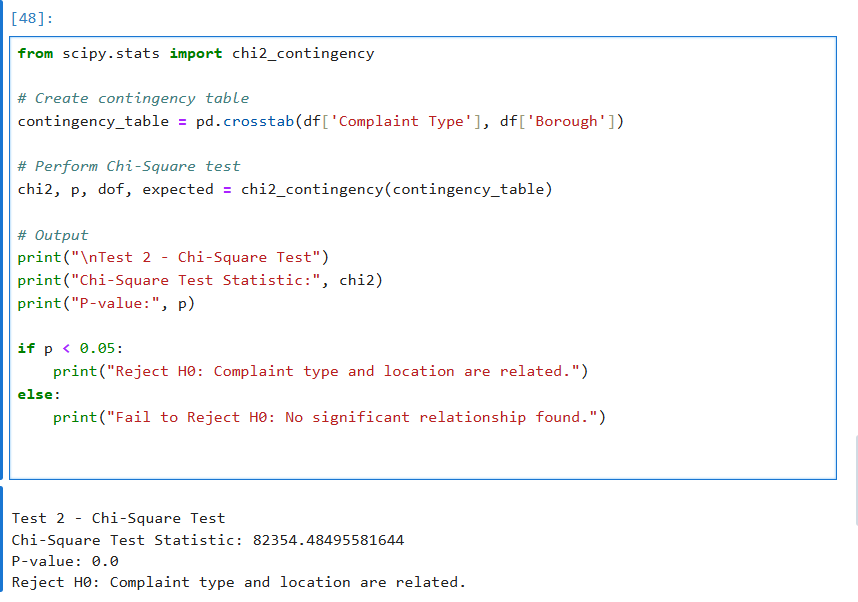 [48]:
from scipy.stats import chi2_contingency
# Create contingency table
contingency_table = pd.crosstab(df['Complaint Type'], df['Borough'])
# Perform Chi-Square test
chi2, p, dof, expected = chi2_contingency(contingency_table)
# Output
print("\nTest 2 - Chi-Square Test")
print("Chi-Square Test Statistic:", chi2)
print("P-value:", p)
if p < 0.05:
    print("Reject H0: Complaint type and location are related.")
else:
    print("Fail to Reject H0: No significant relationship found.")
Test 2 - Chi-Square Test
Chi-Square Test Statistic: 82354.48495581644
P-value: 0.0
Reject H0: Complaint type and location are related.